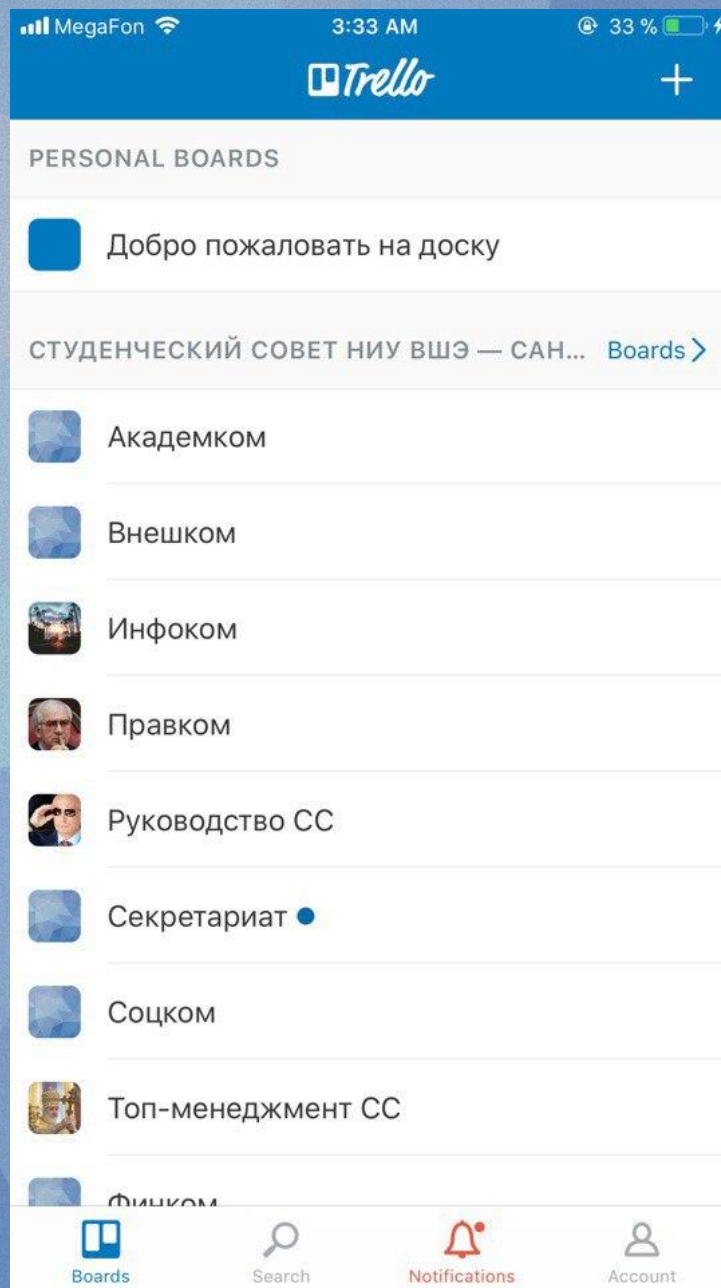 MegaFon 3:33 AM 33 %
Trello
PERSONAL BOARDS
Добро пожаловать на доску
СТУДЕНЧЕСКИЙ СОВЕТ НИУ ВШЭ — САН... Boards
Академком
Внешком
Инфоком
Правком
Руководство СС
Секретариат
Соцком
Топ-менеджмент СС
Финком
Boards Search Notifications Account